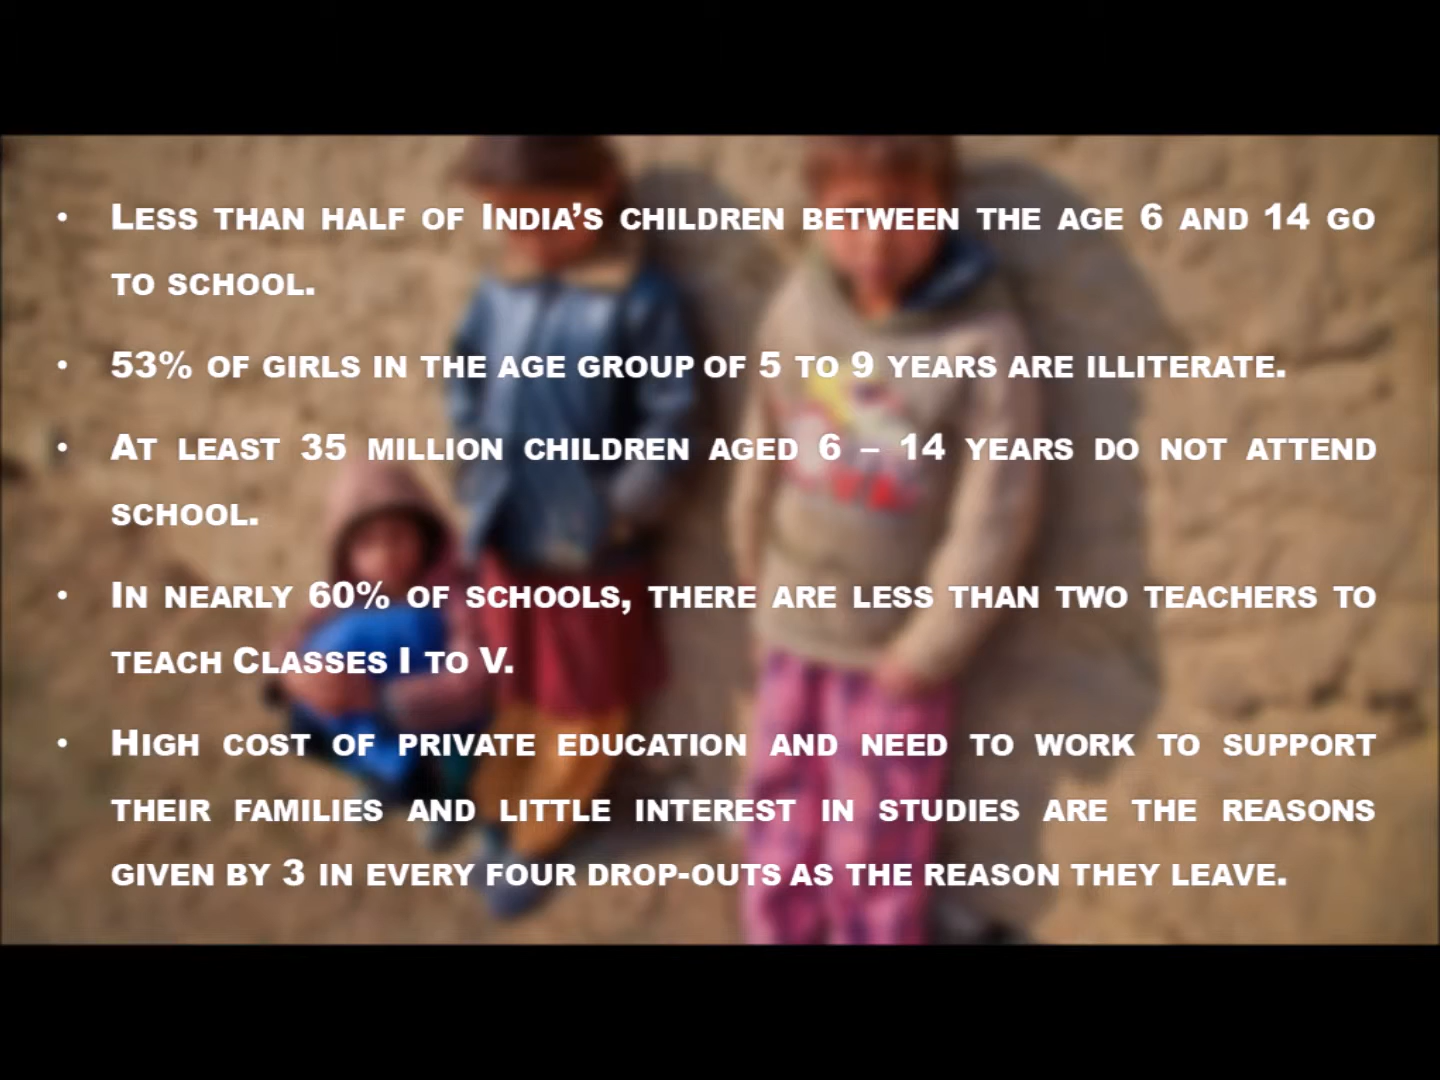 • Less than half of India's children between the age 6 and 14 go
to school.
• 53% of girls in the age group of 5 to 9 years are illiterate.
• At least 35 million children aged 6 – 14 years do not attend
school.
• In nearly 60% of schools, there are less than two teachers to
teach Classes I to V.
• High cost of private education and need to work to support
their families and little interest in studies are the reasons
given by 3 in every four drop-outs as the reason they leave.